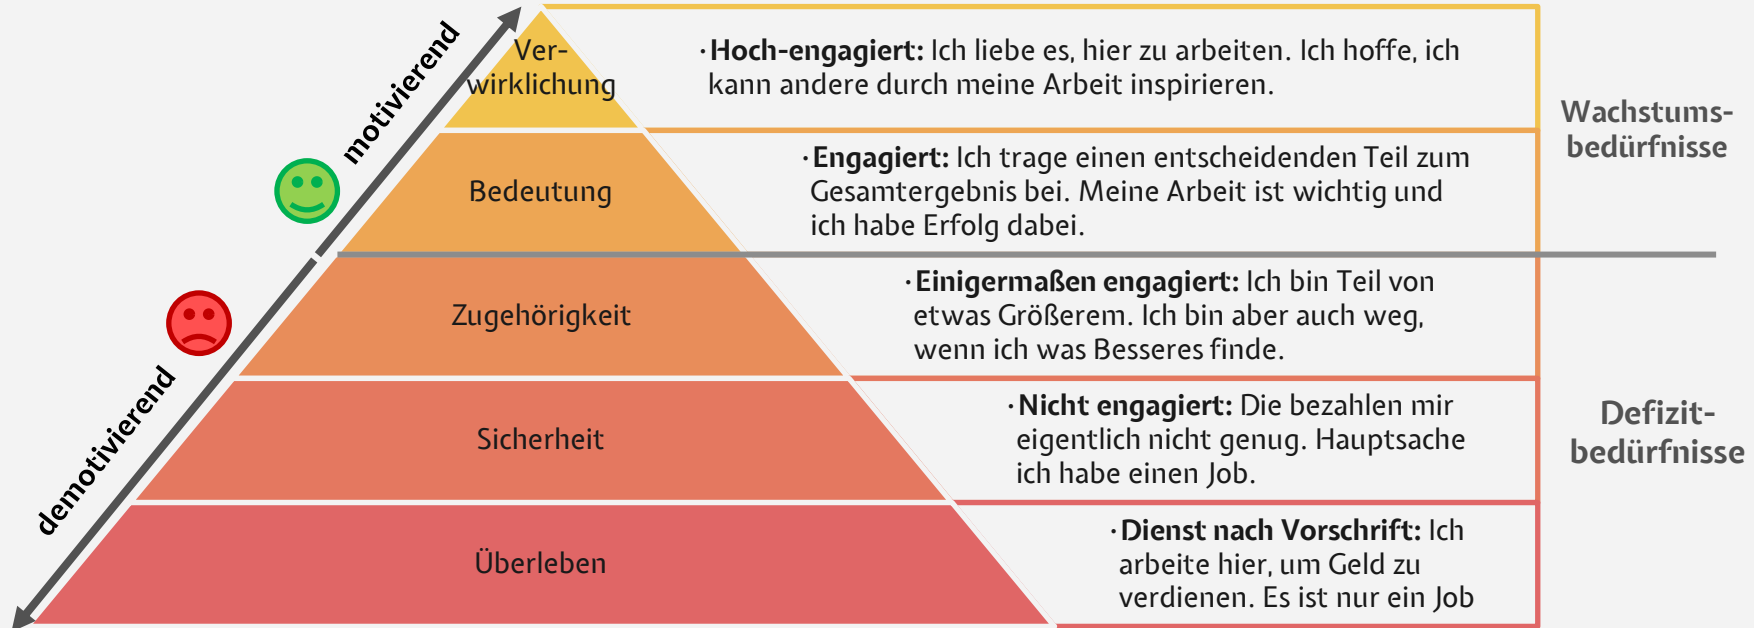 motivierend
demotivierend
Ver-
wirklichung
·Hoch-engagiert: Ich liebe es, hier zu arbeiten. Ich hoffe, ich
kann andere durch meine Arbeit inspirieren.
Bedeutung
·Engagiert: Ich trage einen entscheidenden Teil zum
Gesamtergebnis bei. Meine Arbeit ist wichtig und
ich habe Erfolg dabei.
Wachstums-
bedürfnisse
Zugehörigkeit
·Einigermaßen engagiert: Ich bin Teil von
etwas Größerem. Ich bin aber auch weg,
wenn ich was Besseres finde.
Sicherheit
·Nicht engagiert: Die bezahlen mir
eigentlich nicht genug. Hauptsache
ich habe einen Job.
Überleben
·Dienst nach Vorschrift: Ich
arbeite hier, um Geld zu
verdienen. Es ist nur ein Job
Defizit-
bedürfnisse